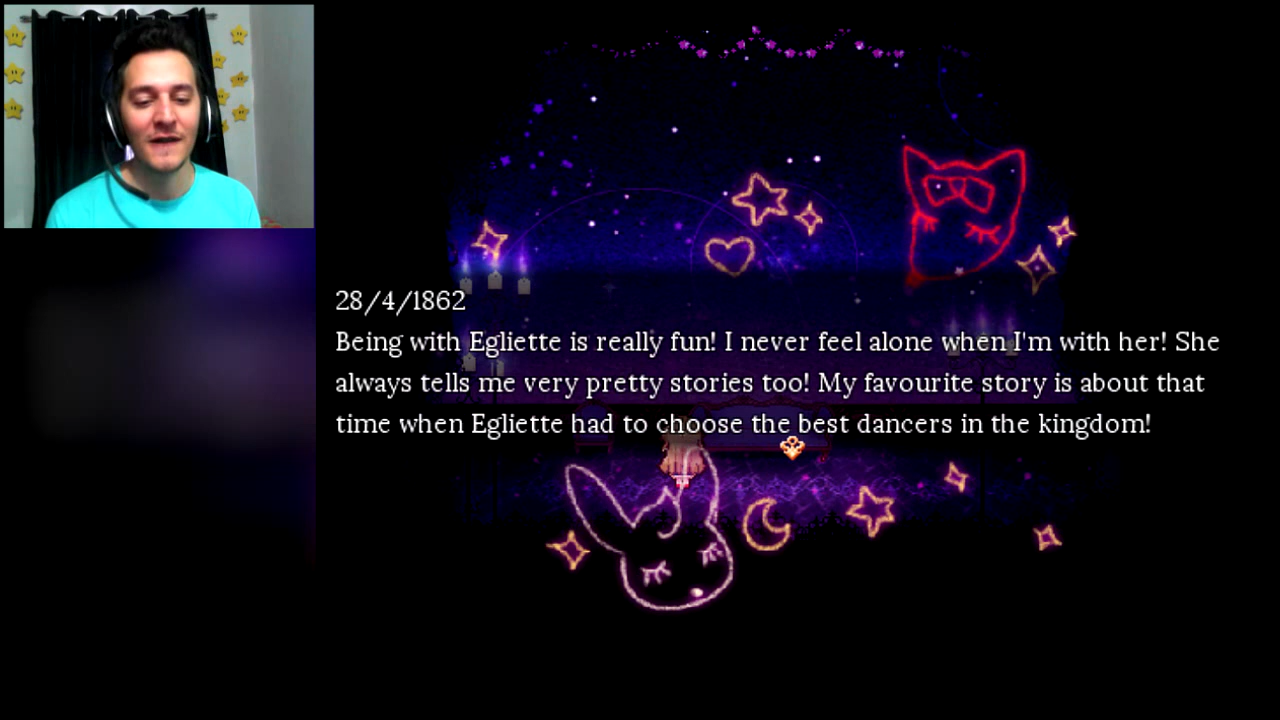 28/4/1862
Being with Egliette is really fun! I never feel alone when I'm with her! She
always tells me very pretty stories too! My favourite story is about that
time when Egliette had to choose the best dancers in the kingdom!